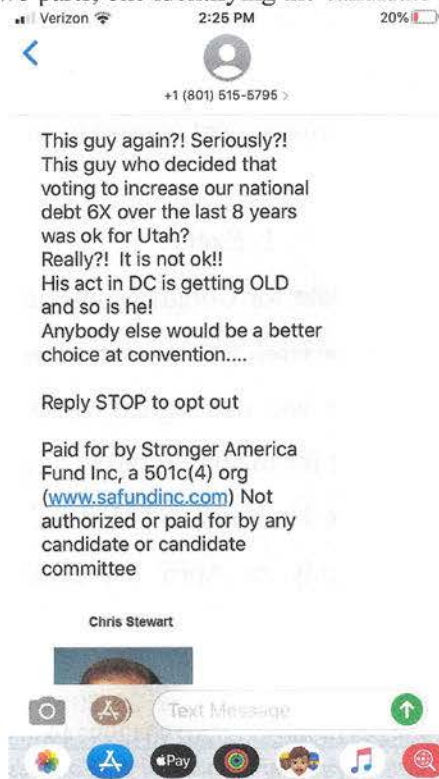 Verizon 2:25 PM 20%
+1 (801) 515-5795 >
This guy again?! Seriously?!
This guy who decided that
voting to increase our national
debt 6X over the last 8 years
was ok for Utah?
Really?! It is not ok!!
His act in DC is getting OLD
and so is he!
Anybody else would be a better
choice at convention....
Reply STOP to opt out
Paid for by Stronger America
Fund Inc, a 501c(4) org
(www.safundinc.com) Not
authorized or paid for by any
candidate or candidate
committee
Chris Stewart
Text Message
Pay